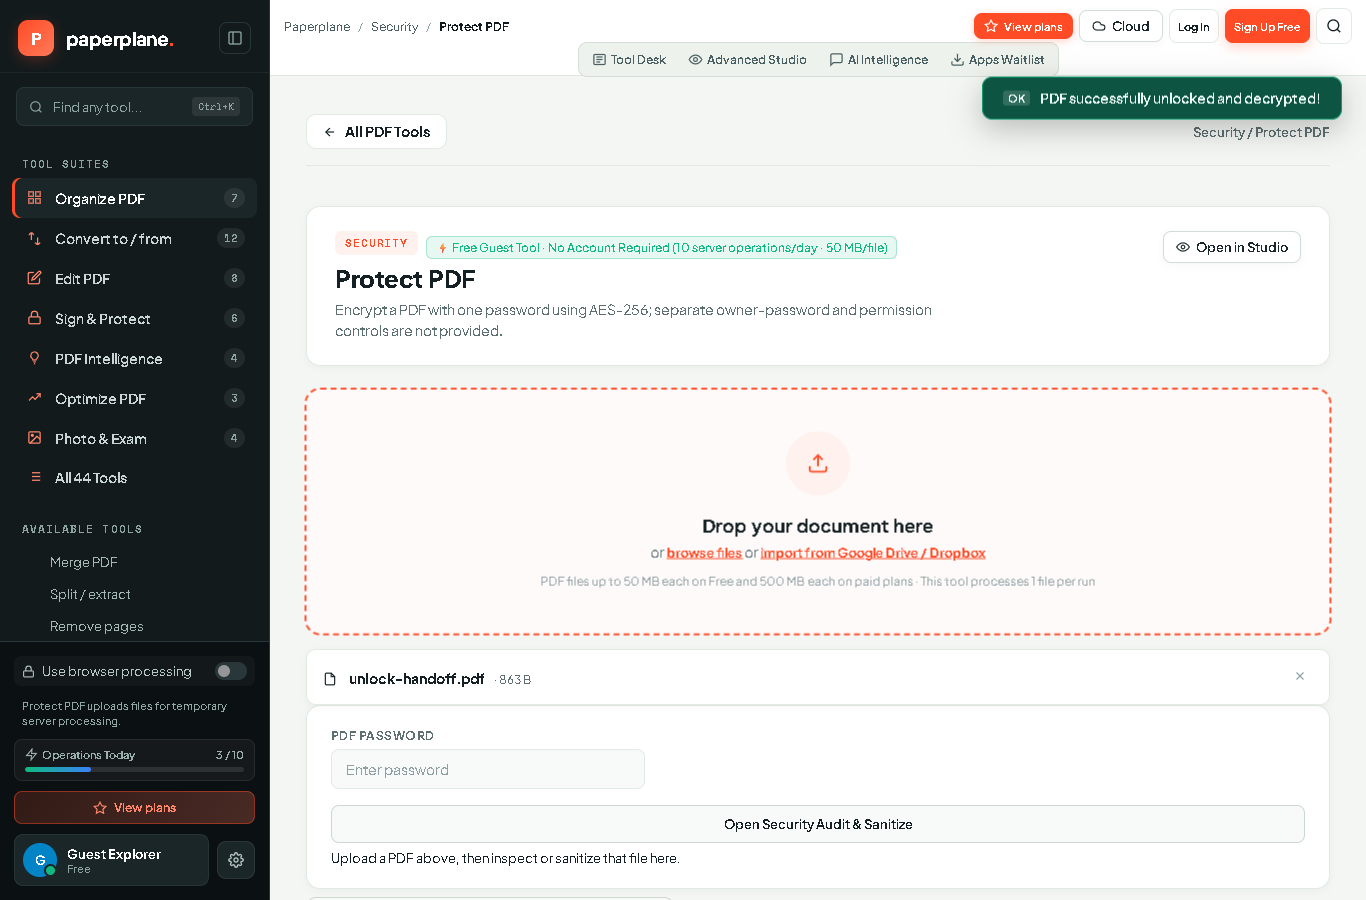 P paperplane.
Find any tool... Ctrl+K
TOOL SUITES
Organize PDF 7
Convert to / from 12
Edit PDF 8
Sign & Protect 6
PDF Intelligence 4
Optimize PDF 3
Photo & Exam 4
All 44 Tools
AVAILABLE TOOLS
Merge PDF
Split / extract
Remove pages
Use browser processing
Protect PDF uploads files for temporary
server processing.
Operations Today 3 / 10
View plans
G Guest Explorer
Free
Paperplane / Security / Protect PDF
View plans Cloud Log In Sign Up Free
Tool Desk Advanced Studio AI Intelligence Apps Waitlist
OK PDF successfully unlocked and decrypted!
All PDF Tools
Security / Protect PDF
SECURITY Free Guest Tool · No Account Required (10 server operations/day · 50 MB/file)
Open in Studio
Protect PDF
Encrypt a PDF with one password using AES-256; separate owner-password and permission
controls are not provided.
Drop your document here
or browse files or import from Google Drive / Dropbox
PDF files up to 50 MB each on Free and 500 MB each on paid plans · This tool processes 1 file per run
unlock-handoff.pdf · 863 B ×
PDF PASSWORD
Enter password
Open Security Audit & Sanitize
Upload a PDF above, then inspect or sanitize that file here.